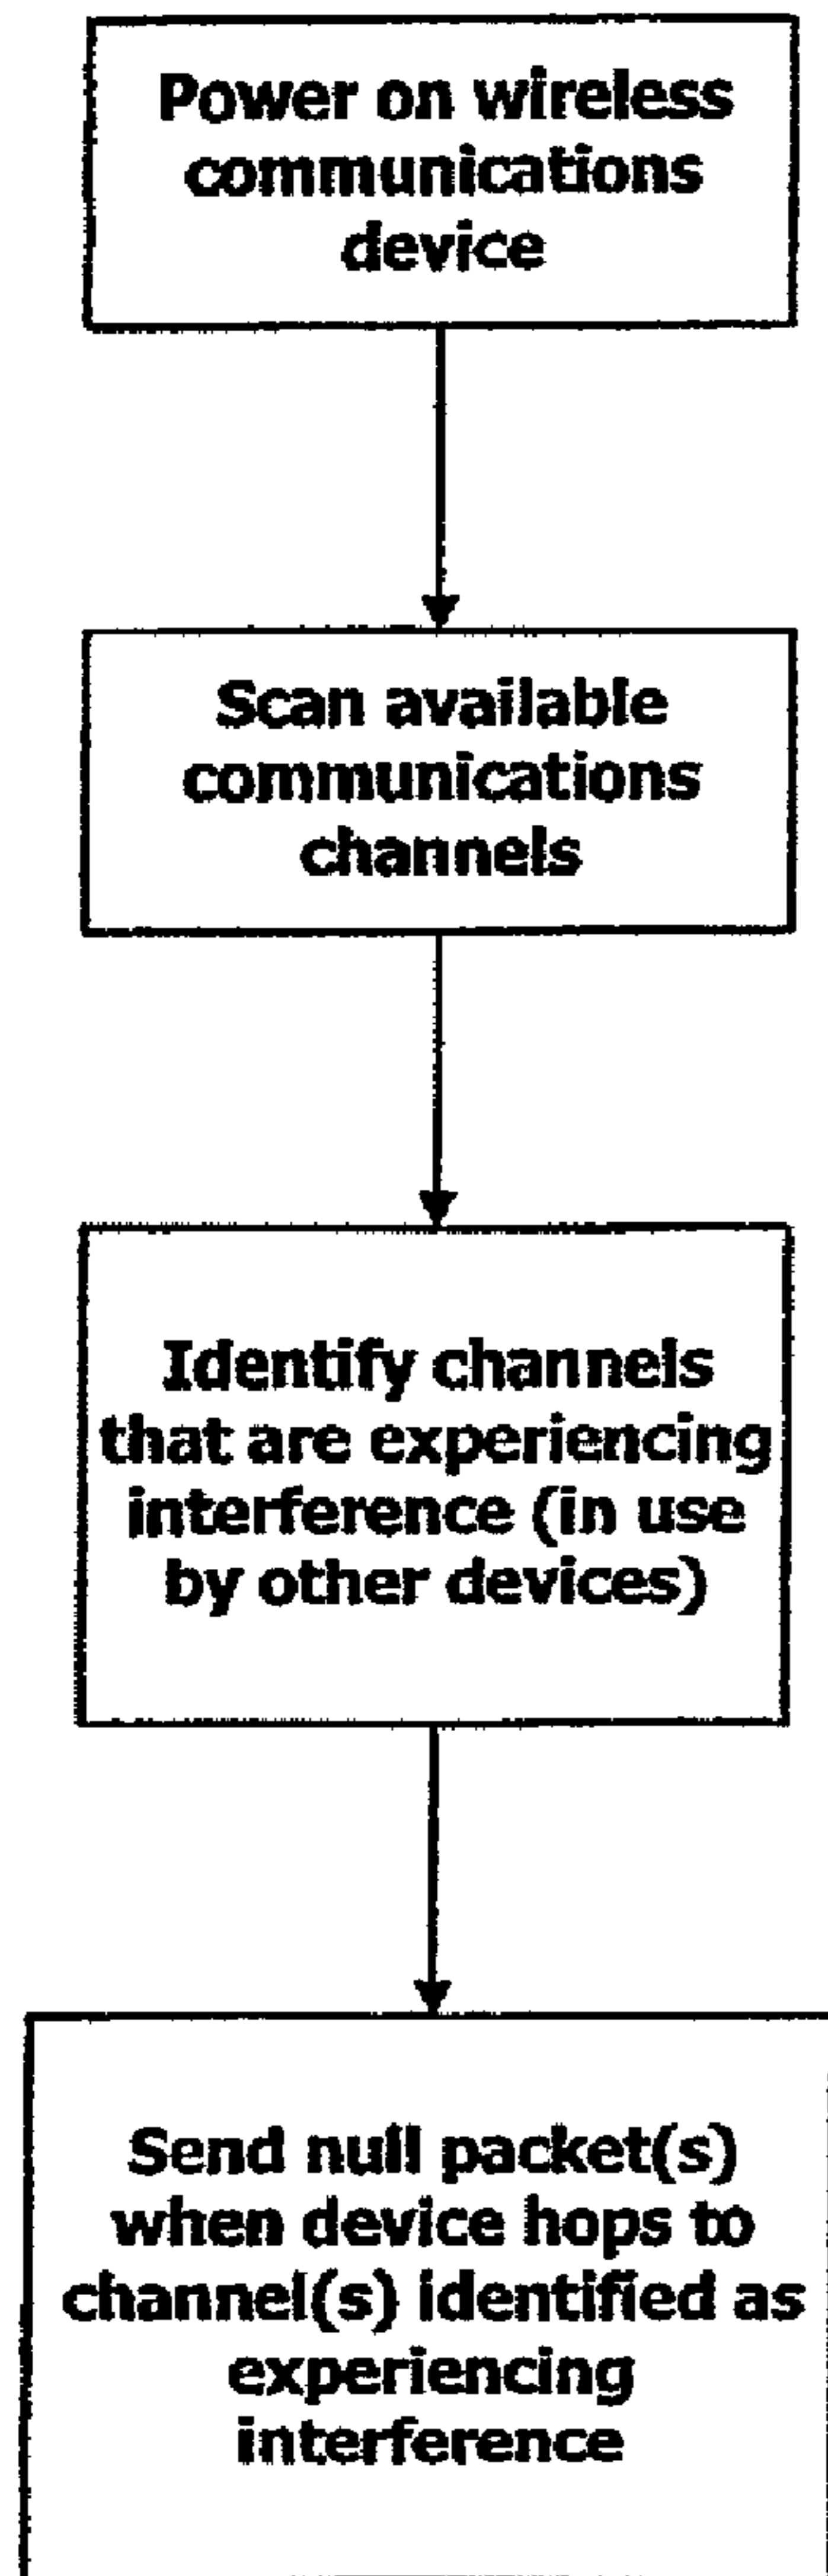 Power on wireless
communications
device
Scan available
communications
channels
Identify channels
that are experiencing
interference (in use
by other devices)
Send null packet(s)
when device hops to
channel(s) identified as
experiencing
interference